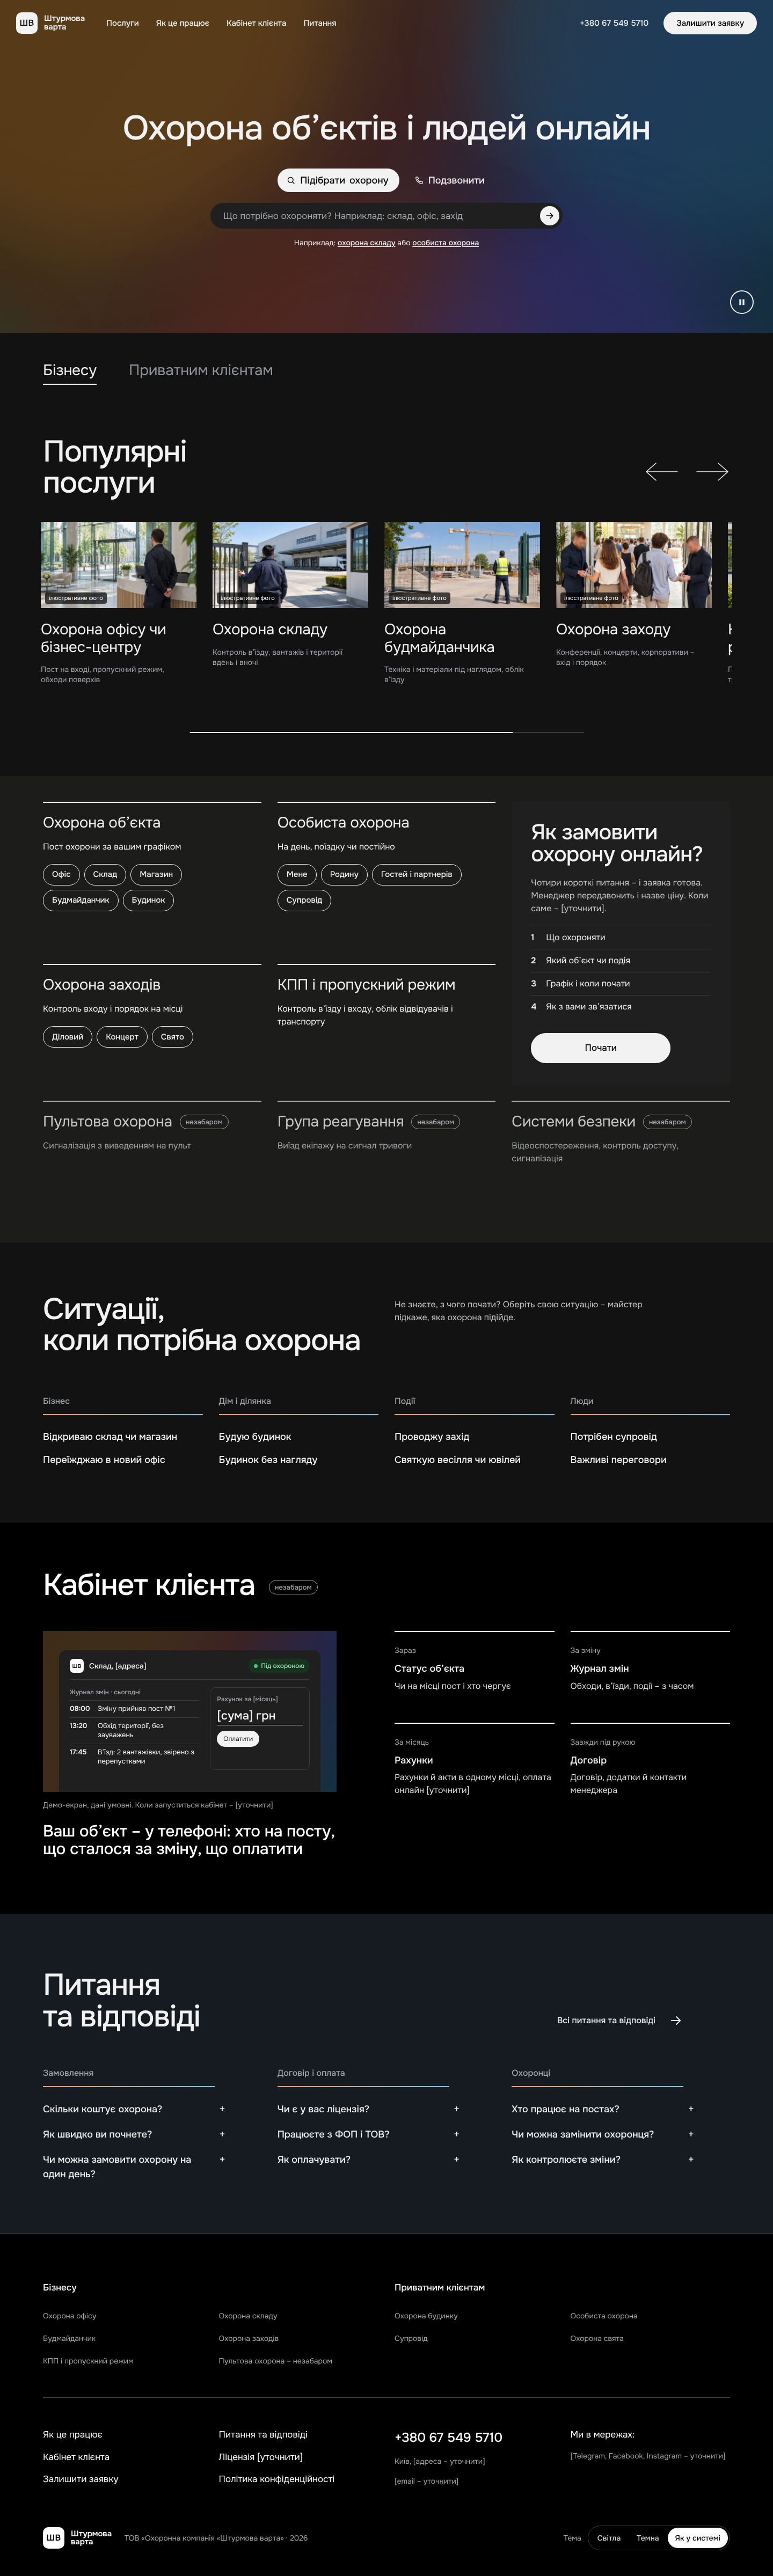 ШВ
Штурмова
варта
Послуги
Як це працює
Кабінет клієнта
Питання
+380 67 549 5710
Залишити заявку
Охорона об’єктів і людей онлайн
Підібрати охорону
Подзвонити
Що потрібно охороняти? Наприклад: склад, офіс, захід
Наприклад: охорона складу або особиста охорона
Бізнесу
Приватним клієнтам
Популярні
послуги
ілюстративне фото
Охорона офісу чи
бізнес-центру
Пост на вході, пропускний режим,
обходи поверхів
ілюстративне фото
Охорона складу
Контроль в’їзду, вантажів і території
вдень і вночі
ілюстративне фото
Охорона
будмайданчика
Техніка і матеріали під наглядом, облік
в’їзду
ілюстративне фото
Охорона заходу
Конференції, концерти, корпоративи –
вхід і порядок
Охорона об’єкта
Пост охорони за вашим графіком
Офіс
Склад
Магазин
Будмайданчик
Будинок
Особиста охорона
На день, поїздку чи постійно
Мене
Родину
Гостей і партнерів
Супровід
Як замовити
охорону онлайн?
Чотири короткі питання – і заявка готова.
Менеджер передзвонить і назве ціну. Коли
саме – [уточнити].
1 Що охороняти
2 Який об’єкт чи подія
3 Графік і коли почати
4 Як з вами зв’язатися
Почати
Охорона заходів
Контроль входу і порядок на місці
Діловий
Концерт
Свято
КПП і пропускний режим
Контроль в’їзду і входу, облік відвідувачів і
транспорту
Пультова охорона незабаром
Сигналізація з виведенням на пульт
Група реагування незабаром
Виїзд екіпажу на сигнал тривоги
Системи безпеки незабаром
Відеоспостереження, контроль доступу,
сигналізація
Ситуації,
коли потрібна охорона
Не знаєте, з чого почати? Оберіть свою ситуацію – майстер
підкаже, яка охорона підійде.
Бізнес
Відкриваю склад чи магазин
Переїжджаю в новий офіс
Дім і ділянка
Будую будинок
Будинок без нагляду
Події
Проводжу захід
Святкую весілля чи ювілей
Люди
Потрібен супровід
Важливі переговори
Кабінет клієнта незабаром
ШВ
Склад, [адреса]
Під охороною
Журнал змін · сьогодні
08:00 Зміну прийняв пост №1
13:20 Обхід території, без
зауважень
17:45 В’їзд: 2 вантажівки, звірено з
перепустками
Рахунок за [місяць]
[сума] грн
Оплатити
Демо-екран, дані умовні. Коли запуститься кабінет – [уточнити]
Ваш об’єкт – у телефоні: хто на посту,
що сталося за зміну, що оплатити
Зараз
Статус об’єкта
Чи на місці пост і хто чергує
За зміну
Журнал змін
Обходи, в’їзди, події – з часом
За місяць
Рахунки
Рахунки й акти в одному місці, оплата
онлайн [уточнити]
Завжди під рукою
Договір
Договір, додатки й контакти
менеджера
Питання
та відповіді
Всі питання та відповіді
Замовлення
Скільки коштує охорона? +
Як швидко ви почнете? +
Чи можна замовити охорону на +
один день?
Договір і оплата
Чи є у вас ліцензія? +
Працюєте з ФОП і ТОВ? +
Як оплачувати? +
Охоронці
Хто працює на постах? +
Чи можна замінити охоронця? +
Як контролюєте зміни? +
Бізнесу
Охорона офісу
Охорона складу
Будмайданчик
Охорона заходів
КПП і пропускний режим
Пультова охорона – незабаром
Приватним клієнтам
Охорона будинку
Особиста охорона
Супровід
Охорона свята
Як це працює
Кабінет клієнта
Залишити заявку
Питання та відповіді
Ліцензія [уточнити]
Політика конфіденційності
+380 67 549 5710
Київ, [адреса – уточнити]
[email – уточнити]
Ми в мережах:
[Telegram, Facebook, Instagram – уточнити]
ШВ
Штурмова
варта
ТОВ «Охоронна компанія «Штурмова варта» · 2026
Тема
Світла
Темна
Як у системі